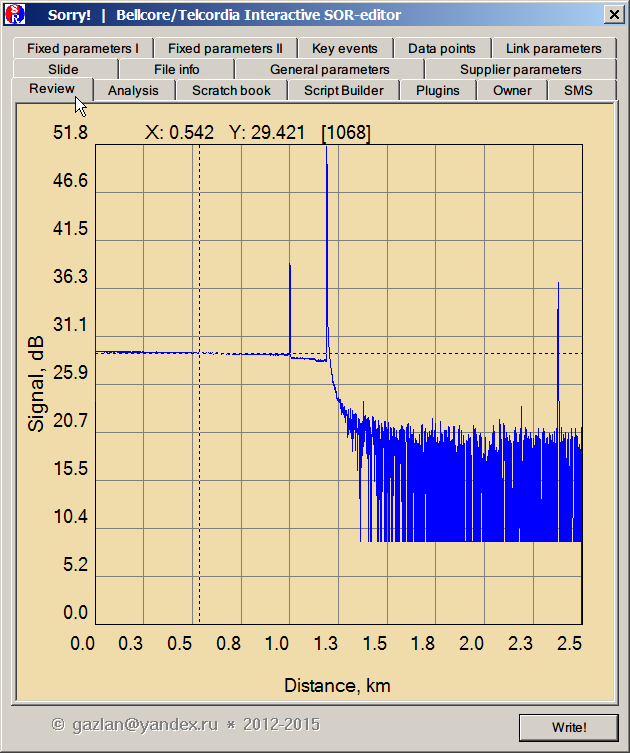 Sorry! | Bellcore/Telcordia Interactive SOR-editor
Fixed parameters I Fixed parameters II Key events Data points Link parameters
Slide File info General parameters Supplier parameters
Review Analysis Scratch book Script Builder Plugins Owner SMS
X: 0.542 Y: 29.421 [1068]
51.8
46.6
41.5
36.3
31.1
25.9
20.7
15.5
10.4
5.2
0.0
Signal, dB
0.0 0.3 0.5 0.8 1.0 1.3 1.5 1.8 2.0 2.3 2.5
Distance, km
© gazlan@yandex.ru * 2012-2015
Write!